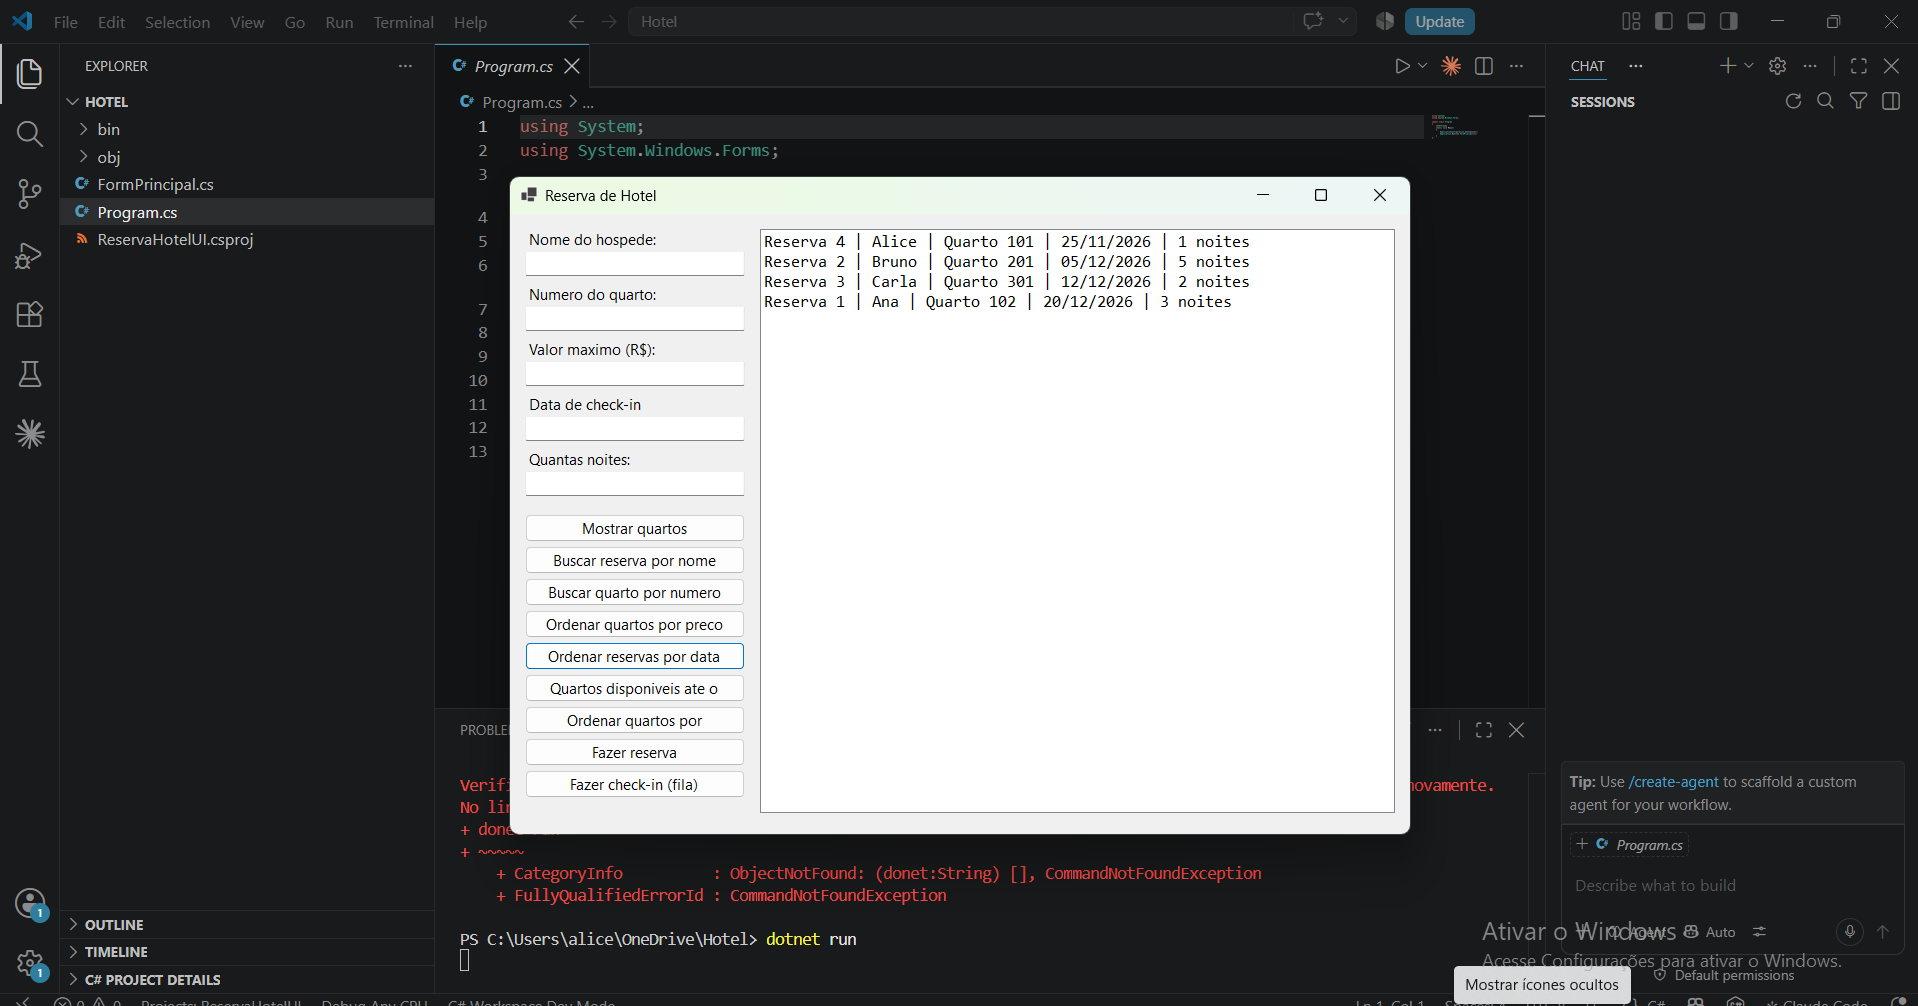 File Edit Selection View Go Run Terminal Help
Hotel
Update
EXPLORER
HOTEL
bin
obj
C# FormPrincipal.cs
C# Program.cs
ReservaHotelUI.csproj
OUTLINE
TIMELINE
C# PROJECT DETAILS
1
1
C# Program.cs
C# Program.cs > ...
1 using System;
2 using System.Windows.Forms;
3
4
5
6
7
8
9
10
11
12
13
Reserva de Hotel
Nome do hospede:
Numero do quarto:
Valor maximo (R$):
Data de check-in
Quantas noites:
Mostrar quartos
Buscar reserva por nome
Buscar quarto por numero
Ordenar quartos por preco
Ordenar reservas por data
Quartos disponiveis ate o
Ordenar quartos por
Fazer reserva
Fazer check-in (fila)
Reserva 4 | Alice | Quarto 101 | 25/11/2026 | 1 noites
Reserva 2 | Bruno | Quarto 201 | 05/12/2026 | 5 noites
Reserva 3 | Carla | Quarto 301 | 12/12/2026 | 2 noites
Reserva 1 | Ana | Quarto 102 | 20/12/2026 | 3 noites
+ ~~~~~
+ CategoryInfo : ObjectNotFound: (donet:String) [], CommandNotFoundException
+ FullyQualifiedErrorId : CommandNotFoundException
PS C:\Users\alice\OneDrive\Hotel> dotnet run
CHAT
SESSIONS
Tip: Use /create-agent to scaffold a custom
agent for your workflow.
C# Program.cs
Describe what to build
Agent Auto
Default permissions
Ativar o Windows
Acesse Configurações para ativar o Windows.
Mostrar ícones ocultos